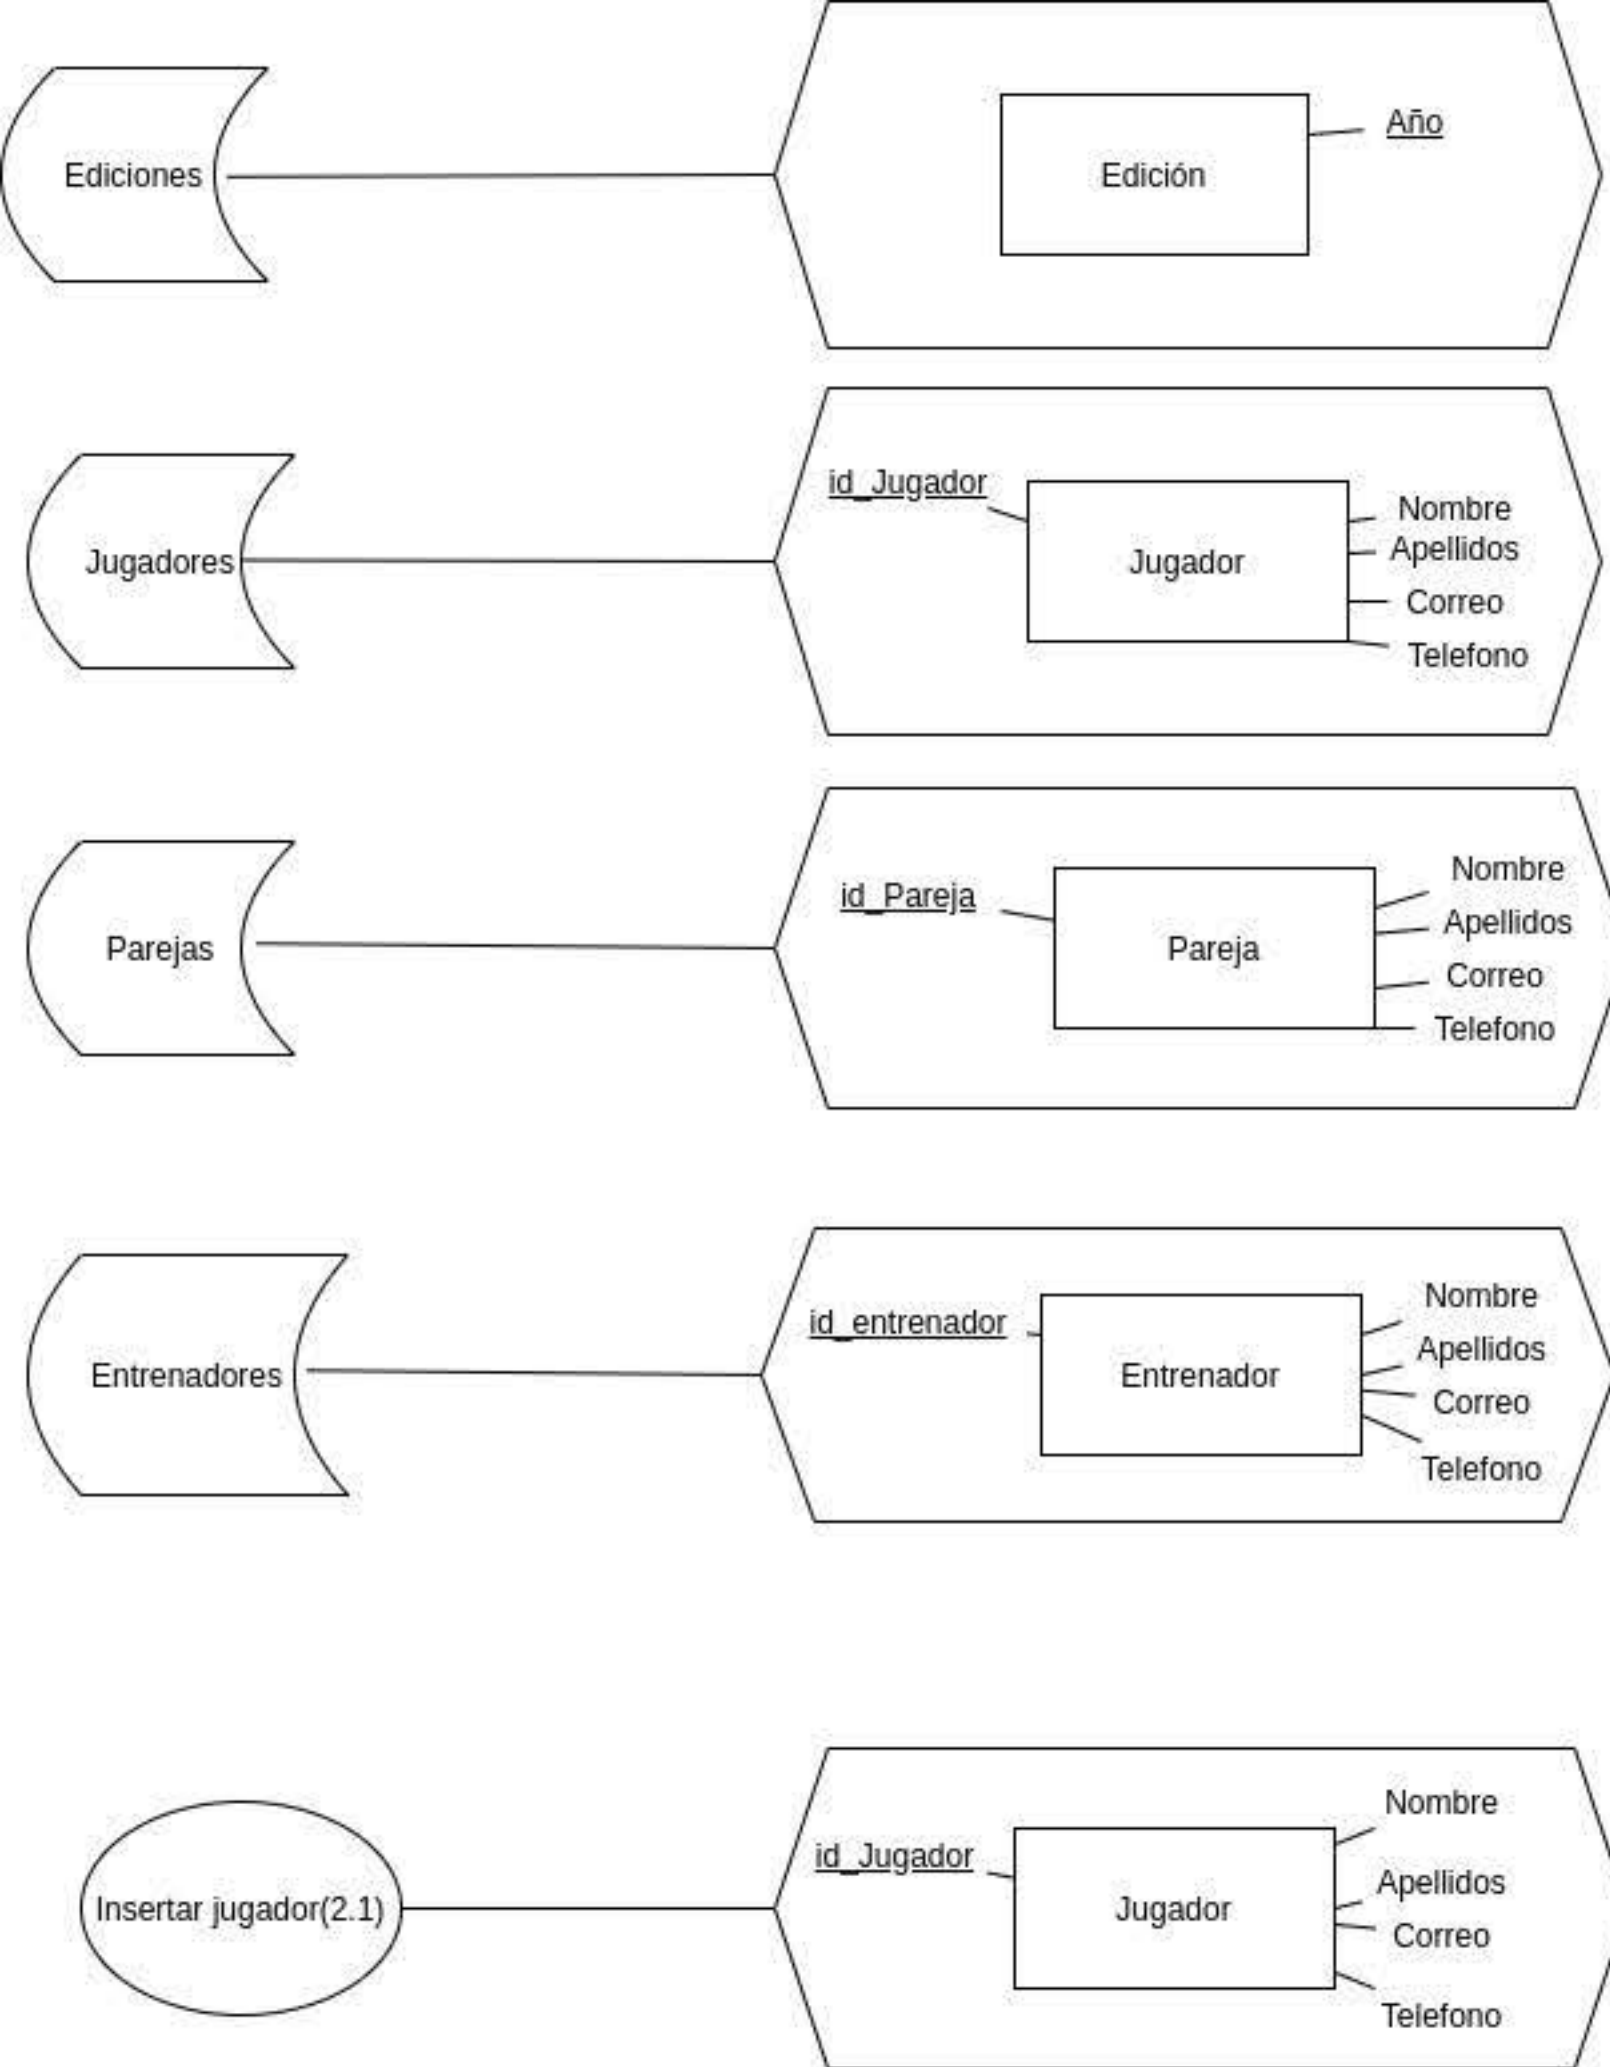 Ediciones
Edición
Año
Jugadores
id_Jugador
Jugador
Nombre
Apellidos
Correo
Telefono
Parejas
id_Pareja
Pareja
Nombre
Apellidos
Correo
Telefono
Entrenadores
id_entrenador
Entrenador
Nombre
Apellidos
Correo
Telefono
Insertar jugador(2.1)
id_Jugador
Jugador
Nombre
Apellidos
Correo
Telefono